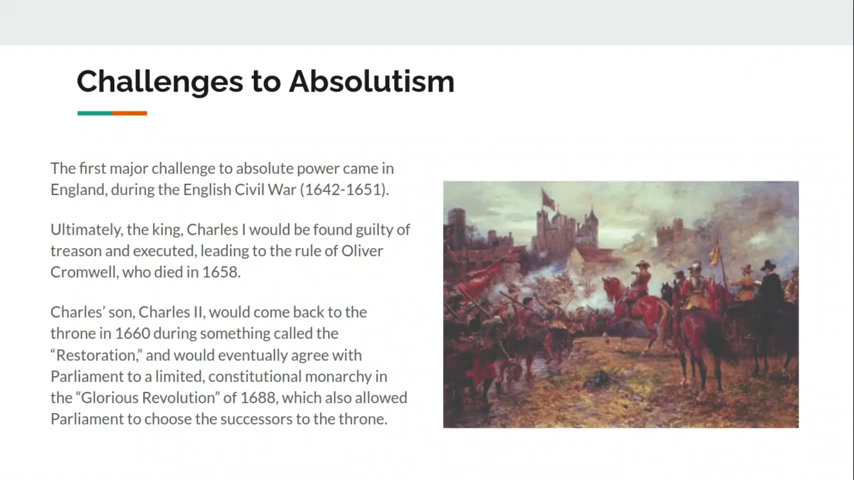 Challenges to Absolutism
The first major challenge to absolute power came in
England, during the English Civil War (1642-1651).
Ultimately, the king, Charles I would be found guilty of
treason and executed, leading to the rule of Oliver
Cromwell, who died in 1658.
Charles’ son, Charles II, would come back to the
throne in 1660 during something called the
“Restoration,” and would eventually agree with
Parliament to a limited, constitutional monarchy in
the “Glorious Revolution” of 1688, which also allowed
Parliament to choose the successors to the throne.